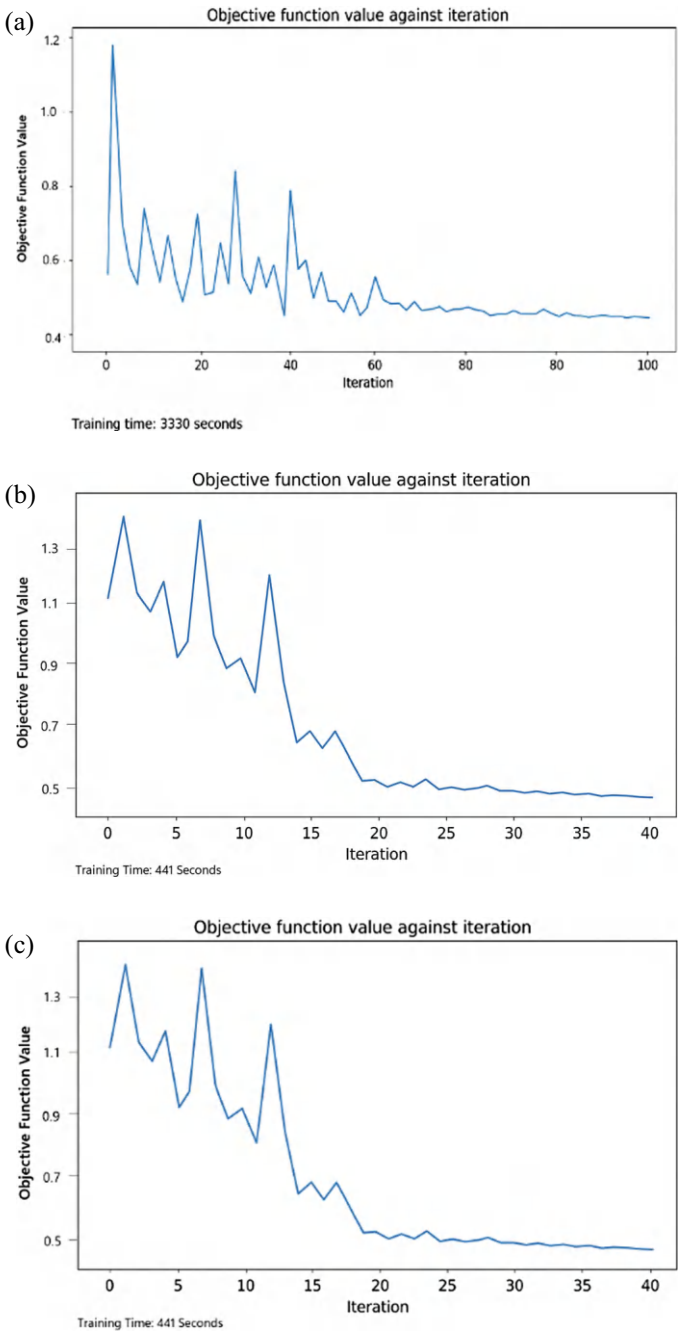 (a)
Objective function value against iteration
Objective Function Value
1.2
1.0
0.8
0.6
0.4
0 20 40 60 80 80 100
Iteration
Training time: 3330 seconds
(b)
Objective function value against iteration
Objective Function Value
1.3
1.1
0.9
0.7
0.5
0 5 10 15 20 25 30 35 40
Iteration
Training Time: 441 Seconds
(c)
Objective function value against iteration
Objective Function Value
1.3
1.1
0.9
0.7
0.5
0 5 10 15 20 25 30 35 40
Iteration
Training Time: 441 Seconds